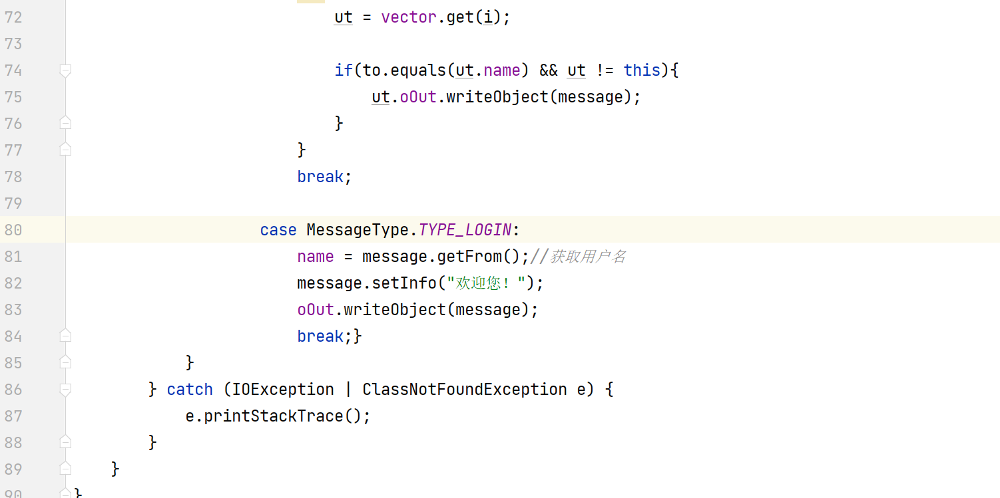 72 ut = vector.get(i);
73
74 if(to.equals(ut.name) && ut != this){
75 ut.oOut.writeObject(message);
76 }
77 }
78 break;
79
80 case MessageType.TYPE_LOGIN:
81 name = message.getFrom();//获取用户名
82 message.setInfo("欢迎您！");
83 oOut.writeObject(message);
84 break;}
85 }
86 } catch (IOException | ClassNotFoundException e) {
87 e.printStackTrace();
88 }
89 }
90 }